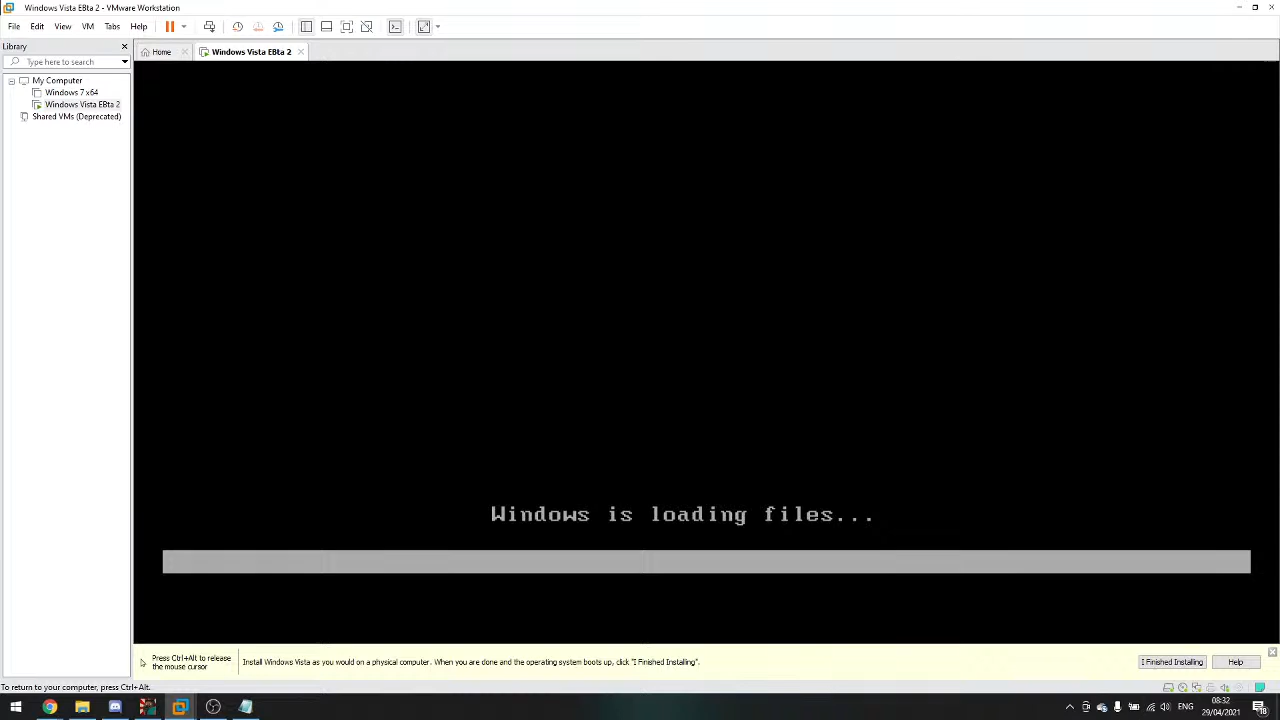 Windows Vista EBta 2 - VMware Workstation
File Edit View VM Tabs Help
Library
Type here to search
My Computer
Windows 7 x64
Windows Vista EBta 2
Shared VMs (Deprecated)
Home
Windows Vista EBta 2
Windows is loading files...
Press Ctrl+Alt to release
the mouse cursor
Install Windows Vista as you would on a physical computer. When you are done and the operating system boots up, click "I Finished Installing".
I Finished Installing
Help
To return to your computer, press Ctrl+Alt.
ENG
08:32
29/04/2021